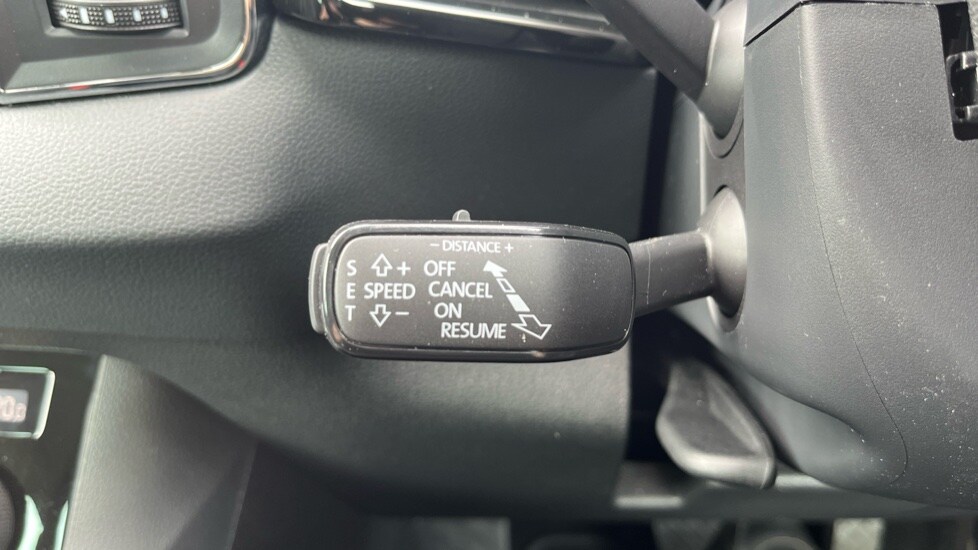 – DISTANCE +
S + OFF
E SPEED CANCEL
T – ON
RESUME